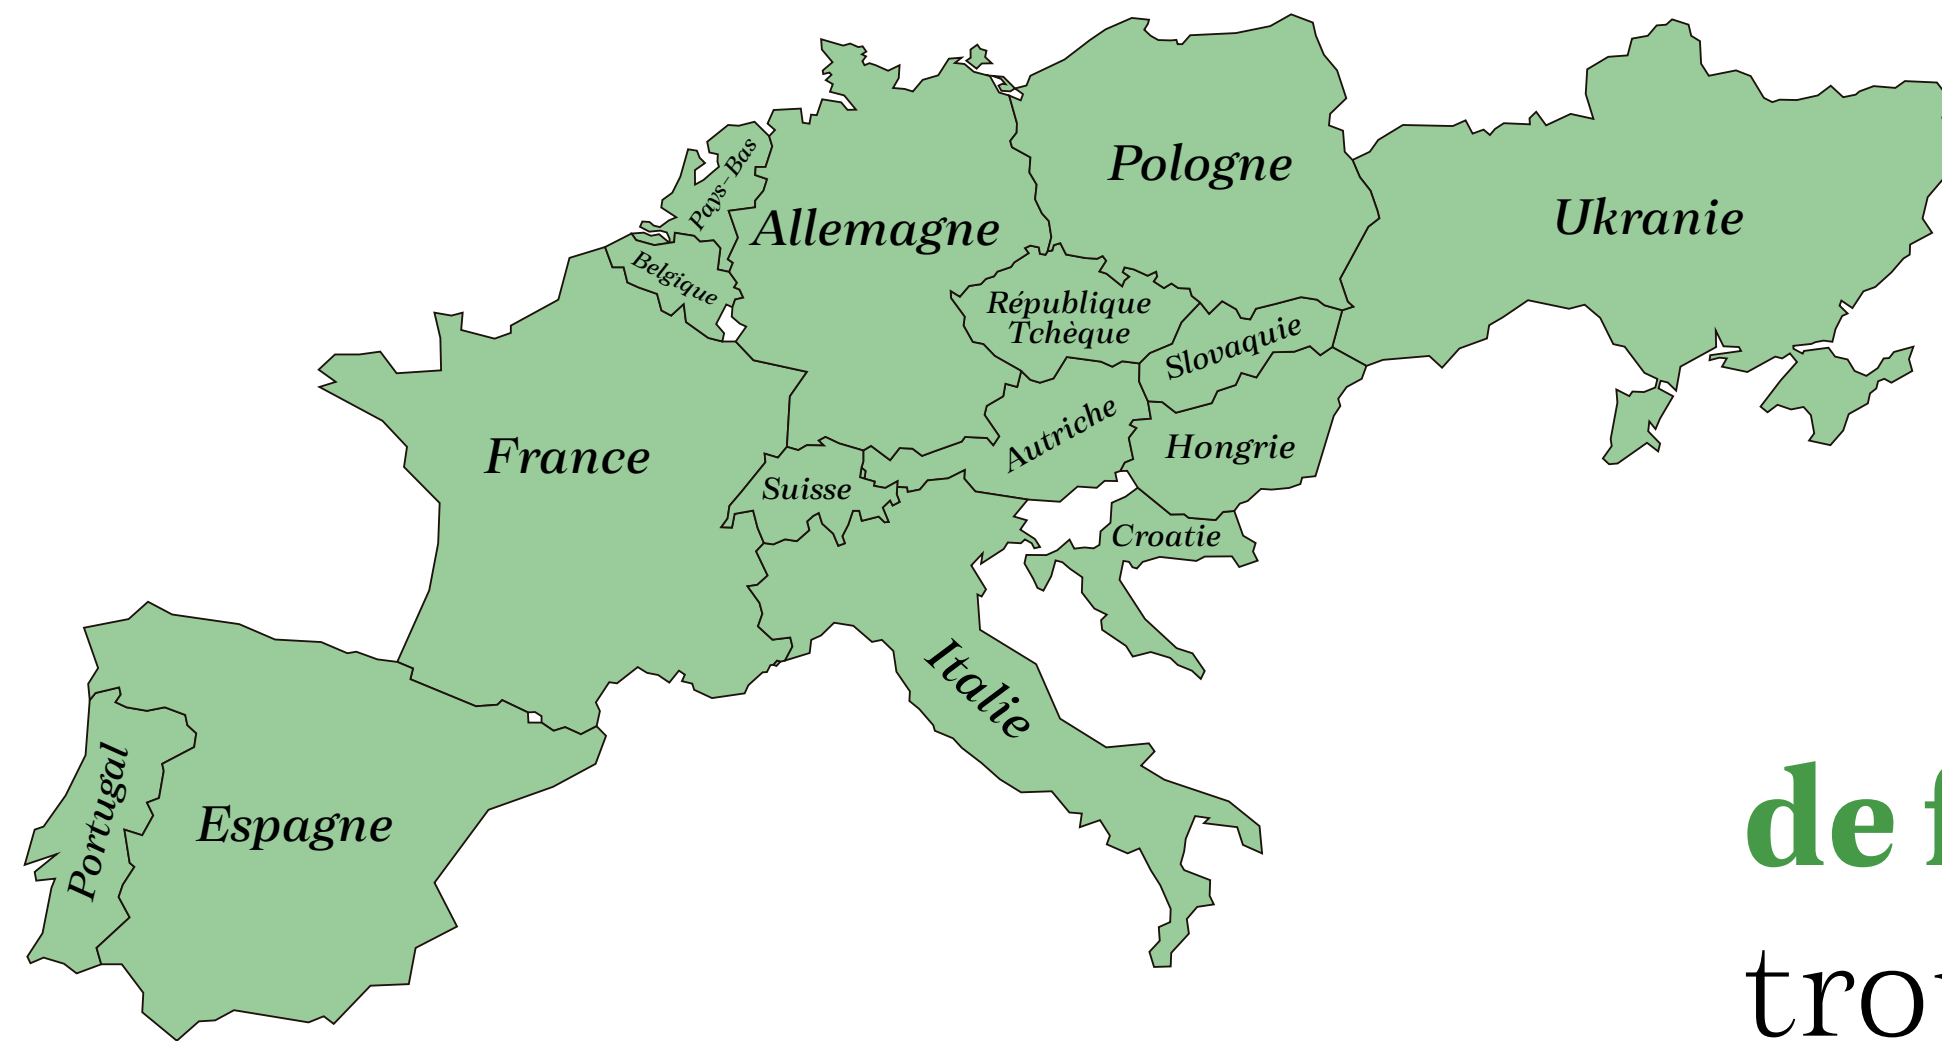 Pologne
Pays-Bas
Ukranie
Allemagne
Belgique
République
Tchèque
Slovaquie
Autriche
France
Hongrie
Suisse
Croatie
Italie
Portugal
Espagne
de